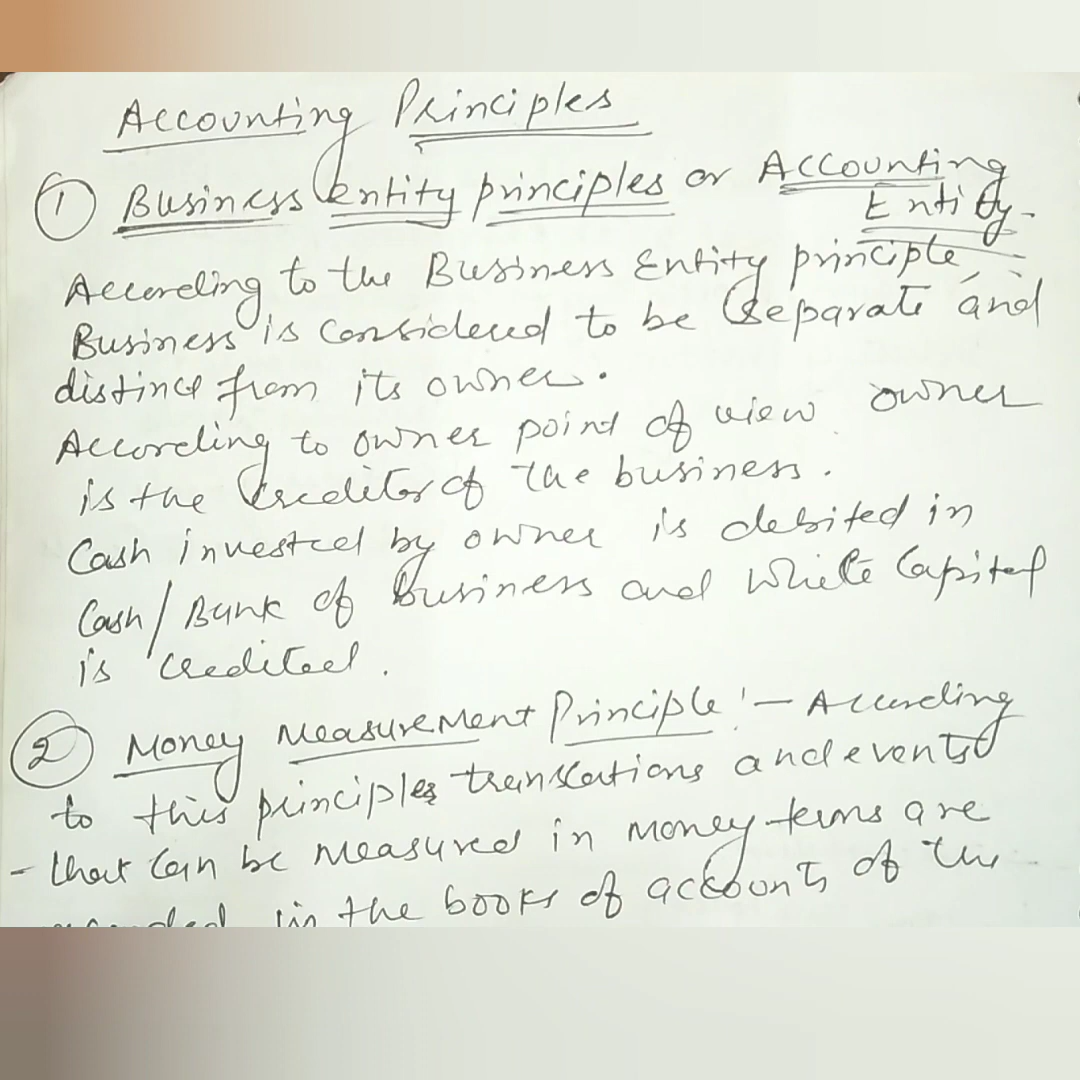 Accounting Principles
① Business entity principles or Accounting
Entity.
According to the Business Entity principle,
Business is considered to be separate and
distinct from its owner.
According to owner point of view owner
is the creditor of the business.
Cash invested by owner is debited in
Cash/Bank of business and while Capital
is credited.
② Money Measurement Principle :- According
to this principles transcations and events
- that can be measured in money terms are
in the books of accounts of the